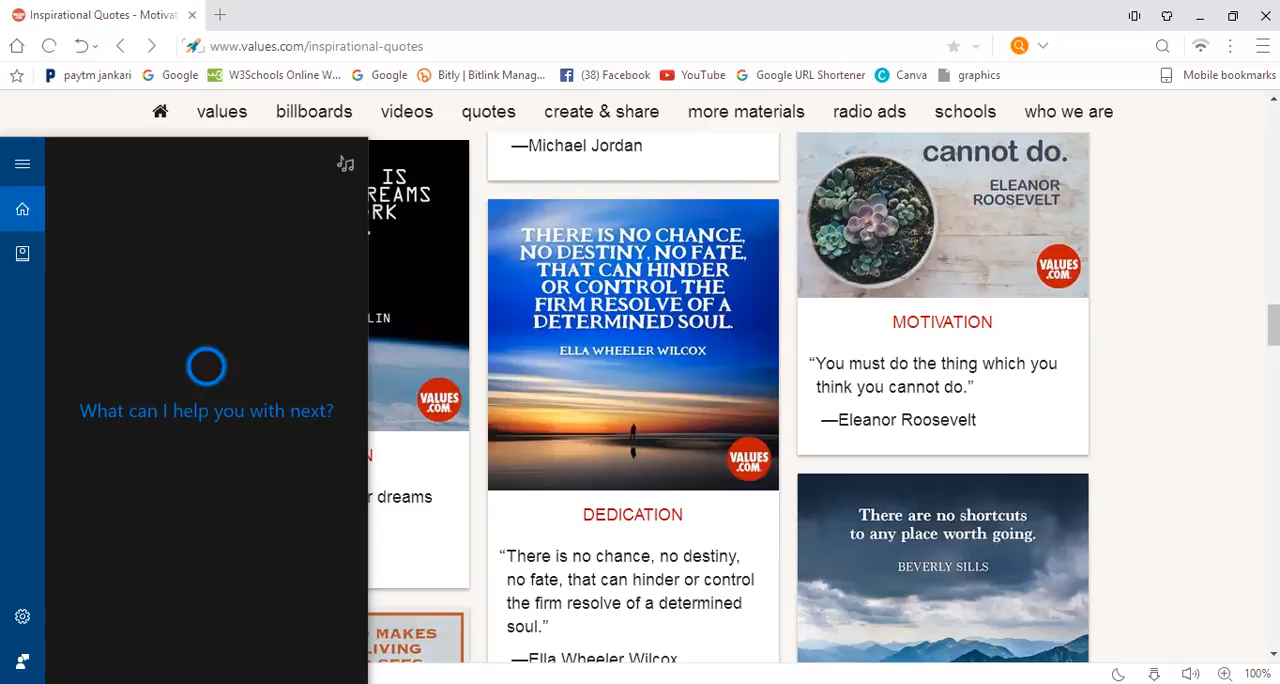 Inspirational Quotes - Motivat
www.values.com/inspirational-quotes
paytm jankari
Google
W3Schools Online W...
Google
Bitly | Bitlink Manag...
(38) Facebook
YouTube
Google URL Shortener
Canva
graphics
Mobile bookmarks
values
billboards
videos
quotes
create & share
more materials
radio ads
schools
who we are
What can I help you with next?
IS
REAMS
RK
LIN
VALUES
.COM
N
r dreams
MAKES
LIVING
SEES
—Michael Jordan
THERE IS NO CHANCE,
NO DESTINY, NO FATE,
THAT CAN HINDER
OR CONTROL THE
FIRM RESOLVE OF A
DETERMINED SOUL.
ELLA WHEELER WILCOX
VALUES
.COM
DEDICATION
“There is no chance, no destiny,
no fate, that can hinder or control
the firm resolve of a determined
soul.”
—Ella Wheeler Wilcox
cannot do.
ELEANOR
ROOSEVELT
VALUES
.COM
MOTIVATION
“You must do the thing which you
think you cannot do.”
—Eleanor Roosevelt
There are no shortcuts
to any place worth going.
BEVERLY SILLS
100%